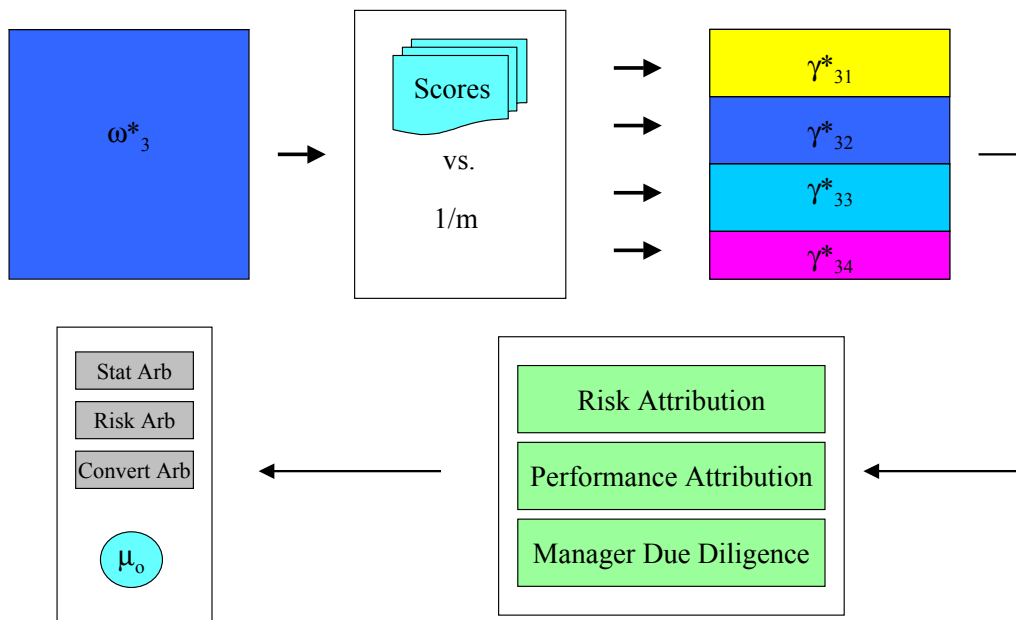 ω*₃
Scores
vs.
1/m
γ*₃₁
γ*₃₂
γ*₃₃
γ*₃₄
Stat Arb
Risk Arb
Convert Arb
μₒ
Risk Attribution
Performance Attribution
Manager Due Diligence